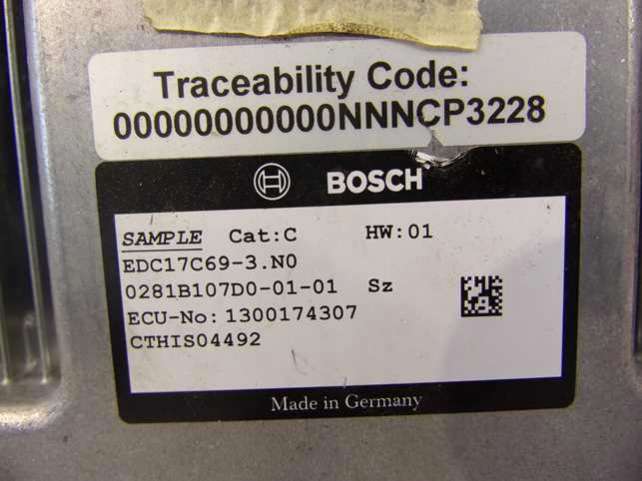 Traceability Code:
00000000000NNNCP3228
BOSCH
SAMPLE Cat:C HW:01
EDC17C69-3.N0
0281B107D0-01-01 Sz
ECU-No: 1300174307
CTHIS04492
Made in Germany